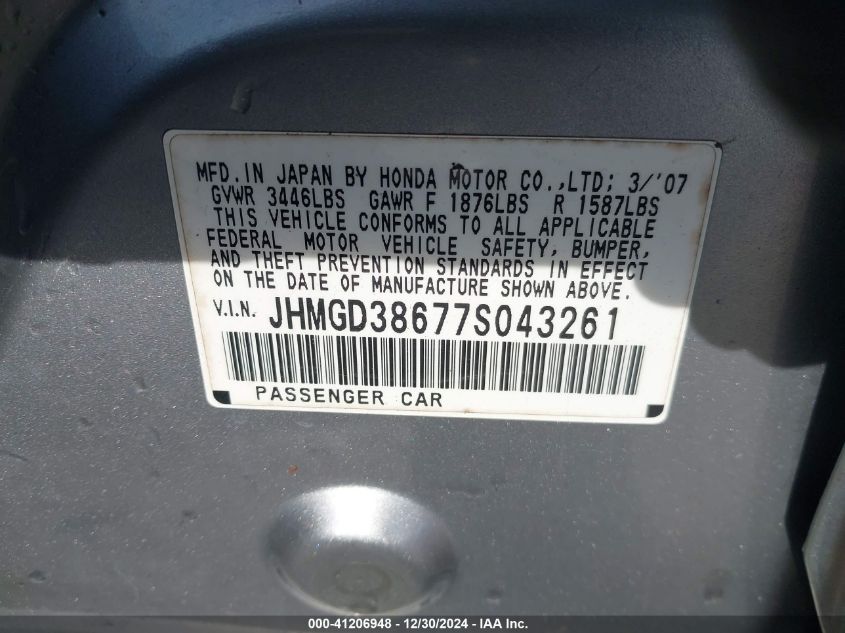 MFD. IN JAPAN BY HONDA MOTOR CO.,LTD; 3/'07
GVWR 3446LBS GAWR F 1876LBS R 1587LBS
THIS VEHICLE CONFORMS TO ALL APPLICABLE
FEDERAL MOTOR VEHICLE SAFETY, BUMPER,
AND THEFT PREVENTION STANDARDS IN EFFECT
ON THE DATE OF MANUFACTURE SHOWN ABOVE.
V.I.N. JHMGD38677S043261
PASSENGER CAR
000-41206948 - 12/30/2024 - IAA Inc.